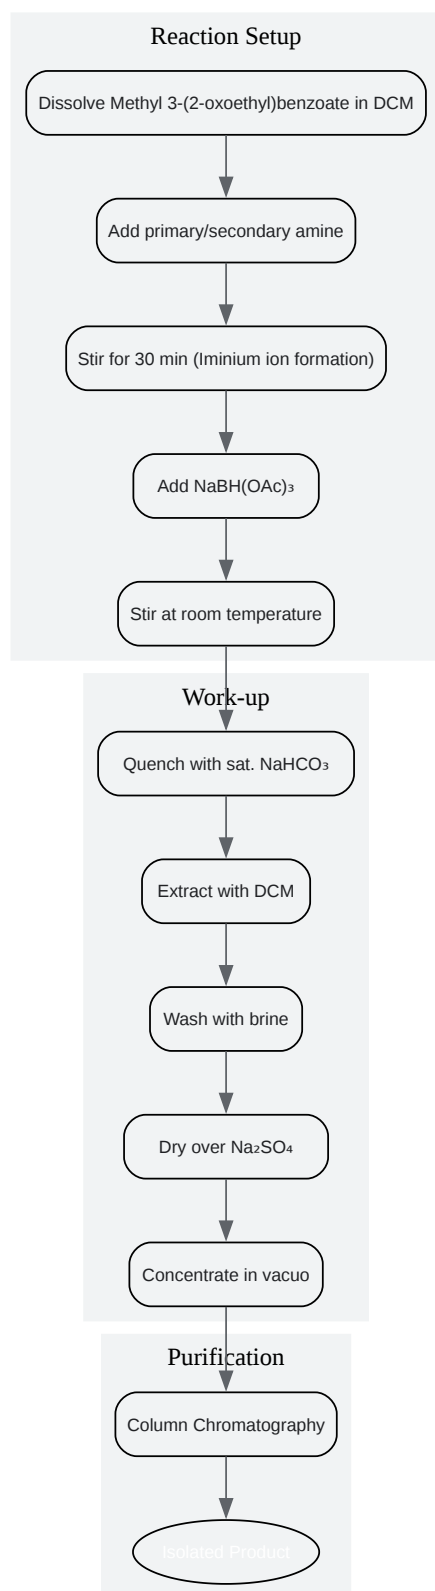 Reaction Setup
Dissolve Methyl 3-(2-oxoethyl)benzoate in DCM
Add primary/secondary amine
Stir for 30 min (Iminium ion formation)
Add NaBH(OAc)₃
Stir at room temperature
Work-up
Quench with sat. NaHCO₃
Extract with DCM
Wash with brine
Dry over Na₂SO₄
Concentrate in vacuo
Purification
Column Chromatography
Isolated Product